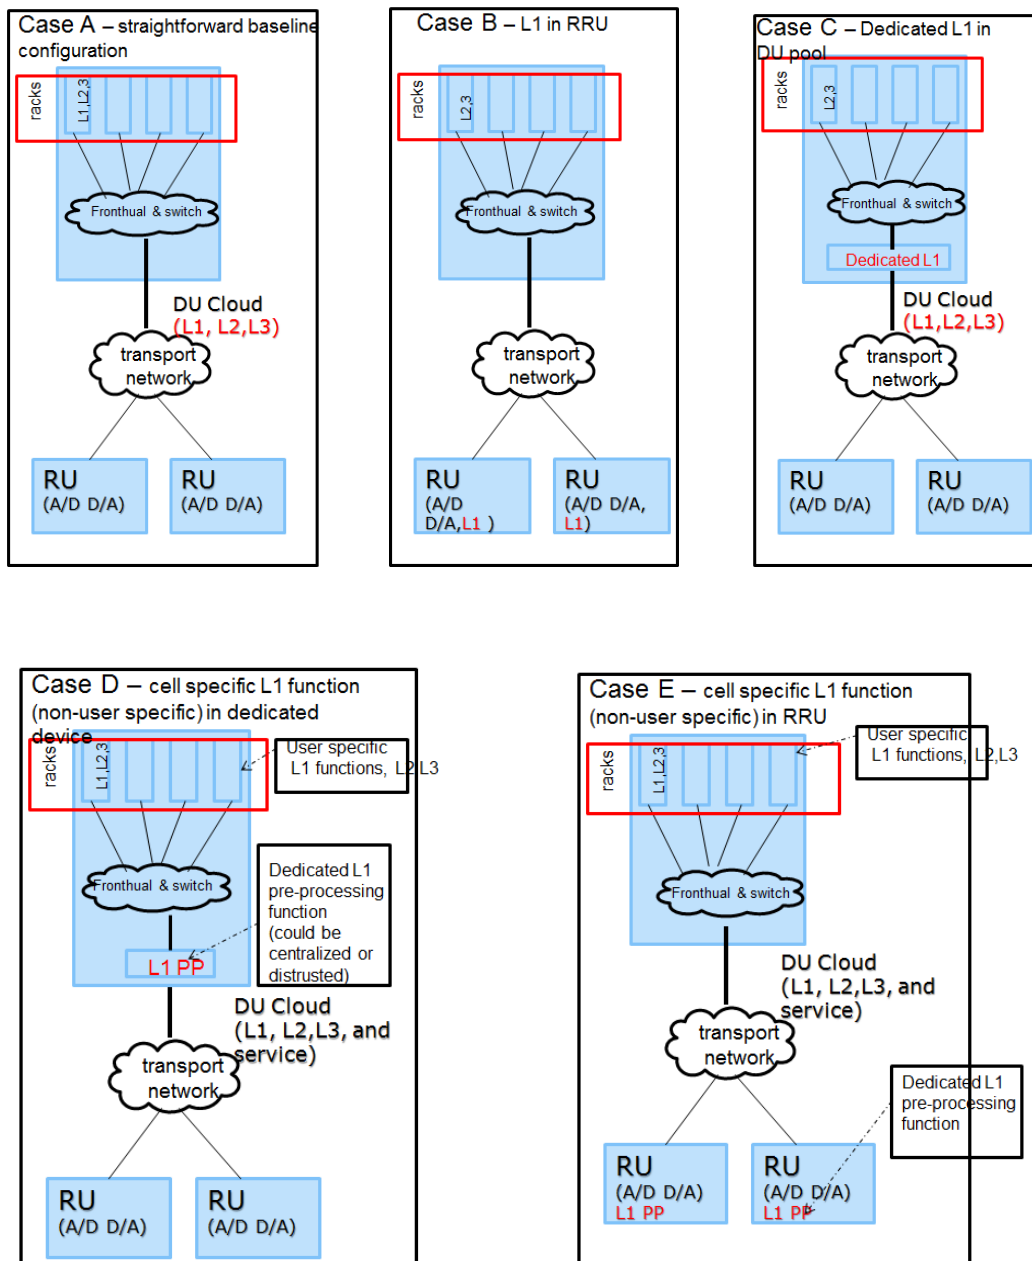 Case A – straightforward baseline
configuration
racks
L1,L2,3
Fronthual & switch
DU Cloud
(L1, L2,L3)
transport
network
RU
(A/D D/A)
RU
(A/D D/A)
Case B – L1 in RRU
racks
L2,3
Fronthual & switch
transport
network
RU
(A/D
D/A,L1 )
RU
(A/D D/A,
L1)
Case C – Dedicated L1 in
DU pool
racks
L2,3
Fronthual & switch
Dedicated L1
DU Cloud
(L1,L2,L3)
transport
network
RU
(A/D D/A)
RU
(A/D D/A)
Case D – cell specific L1 function
(non-user specific) in dedicated
device
racks
L1,L2,3
User specific
L1 functions, L2L3
Fronthual & switch
Dedicated L1
pre-processing
function
(could be
centralized or
distrusted)
L1 PP
DU Cloud
(L1, L2,L3, and
service)
transport
network
RU
(A/D D/A)
RU
(A/D D/A)
Case E – cell specific L1 function
(non-user specific) in RRU
racks
L1,L2,3
User specific
L1 functions, L2,L3
Fronthual & switch
DU Cloud
(L1, L2,L3, and
service)
transport
network
Dedicated L1
pre-processing
function
RU
(A/D D/A)
L1 PP
RU
(A/D D/A)
L1 PP